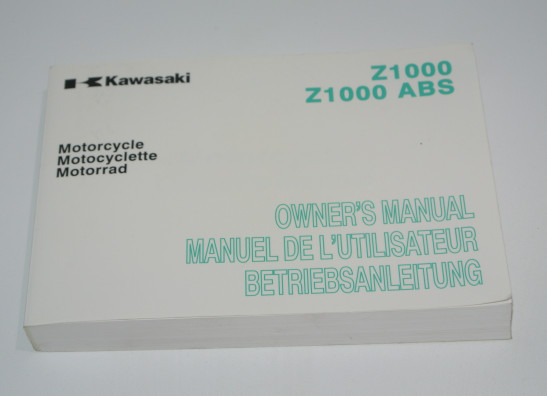 Kawasaki
Z1000
Z1000 ABS
Motorcycle
Motocyclette
Motorrad
OWNER'S MANUAL
MANUEL DE L'UTILISATEUR
BETRIEBSANLEITUNG